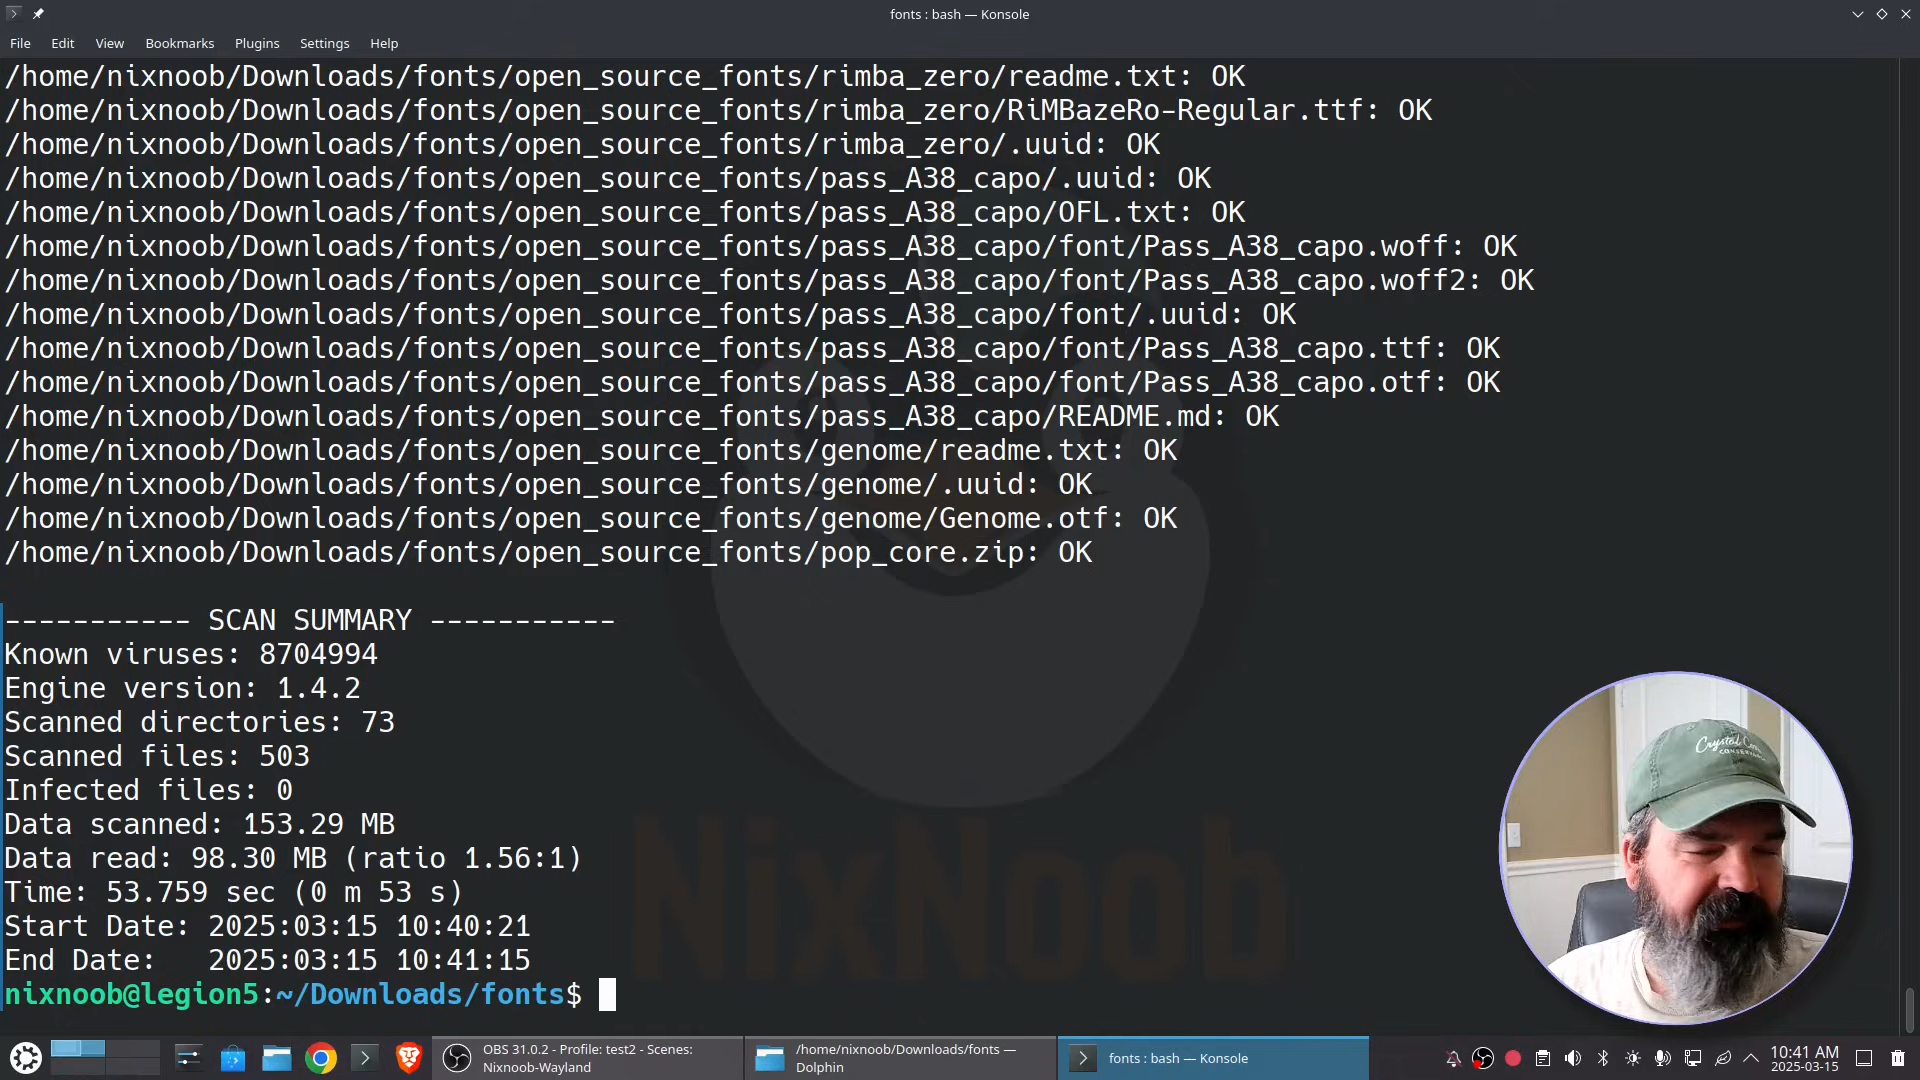 fonts : bash — Konsole
File Edit View Bookmarks Plugins Settings Help
/home/nixnoob/Downloads/fonts/open_source_fonts/rimba_zero/readme.txt: OK
/home/nixnoob/Downloads/fonts/open_source_fonts/rimba_zero/RiMBazeRo-Regular.ttf: OK
/home/nixnoob/Downloads/fonts/open_source_fonts/rimba_zero/.uuid: OK
/home/nixnoob/Downloads/fonts/open_source_fonts/pass_A38_capo/.uuid: OK
/home/nixnoob/Downloads/fonts/open_source_fonts/pass_A38_capo/OFL.txt: OK
/home/nixnoob/Downloads/fonts/open_source_fonts/pass_A38_capo/font/Pass_A38_capo.woff: OK
/home/nixnoob/Downloads/fonts/open_source_fonts/pass_A38_capo/font/Pass_A38_capo.woff2: OK
/home/nixnoob/Downloads/fonts/open_source_fonts/pass_A38_capo/font/.uuid: OK
/home/nixnoob/Downloads/fonts/open_source_fonts/pass_A38_capo/font/Pass_A38_capo.ttf: OK
/home/nixnoob/Downloads/fonts/open_source_fonts/pass_A38_capo/font/Pass_A38_capo.otf: OK
/home/nixnoob/Downloads/fonts/open_source_fonts/pass_A38_capo/README.md: OK
/home/nixnoob/Downloads/fonts/open_source_fonts/genome/readme.txt: OK
/home/nixnoob/Downloads/fonts/open_source_fonts/genome/.uuid: OK
/home/nixnoob/Downloads/fonts/open_source_fonts/genome/Genome.otf: OK
/home/nixnoob/Downloads/fonts/open_source_fonts/pop_core.zip: OK
----------- SCAN SUMMARY -----------
Known viruses: 8704994
Engine version: 1.4.2
Scanned directories: 73
Scanned files: 503
Infected files: 0
Data scanned: 153.29 MB
Data read: 98.30 MB (ratio 1.56:1)
Time: 53.759 sec (0 m 53 s)
Start Date: 2025:03:15 10:40:21
End Date:   2025:03:15 10:41:15
nixnoob@legion5:~/Downloads/fonts$
NixNoob
OBS 31.0.2 - Profile: test2 - Scenes:
Nixnoob-Wayland
/home/nixnoob/Downloads/fonts —
Dolphin
fonts : bash — Konsole
10:41 AM
2025-03-15